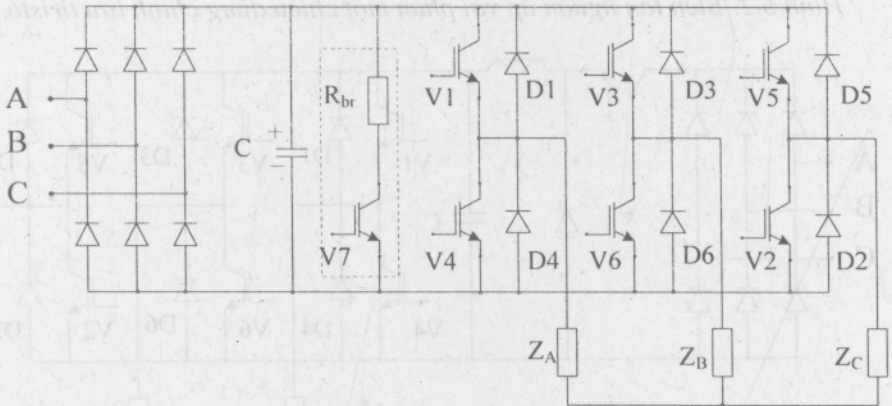 A
B
C
C
+
R_br
V7
V1
V4
D1
D4
V3
V6
D3
D6
V5
V2
D5
D2
Z_A
Z_B
Z_C